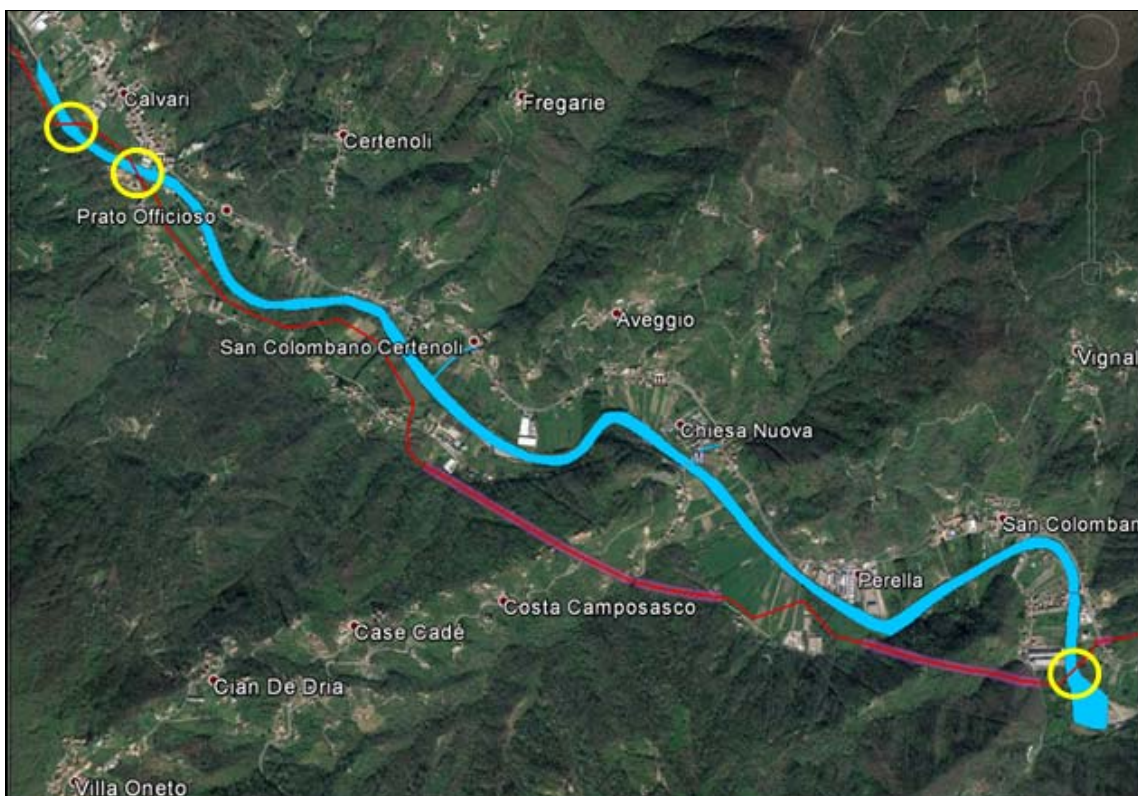 Calvari
Fregarie
Certenoli
Prato Officioso
Aveggio
San Colombano Certenoli
Vignal
Chiesa Nuova
San Colomban
Perella
Costa Camposasco
Case Cadé
Cian De Dria
Villa Oneto